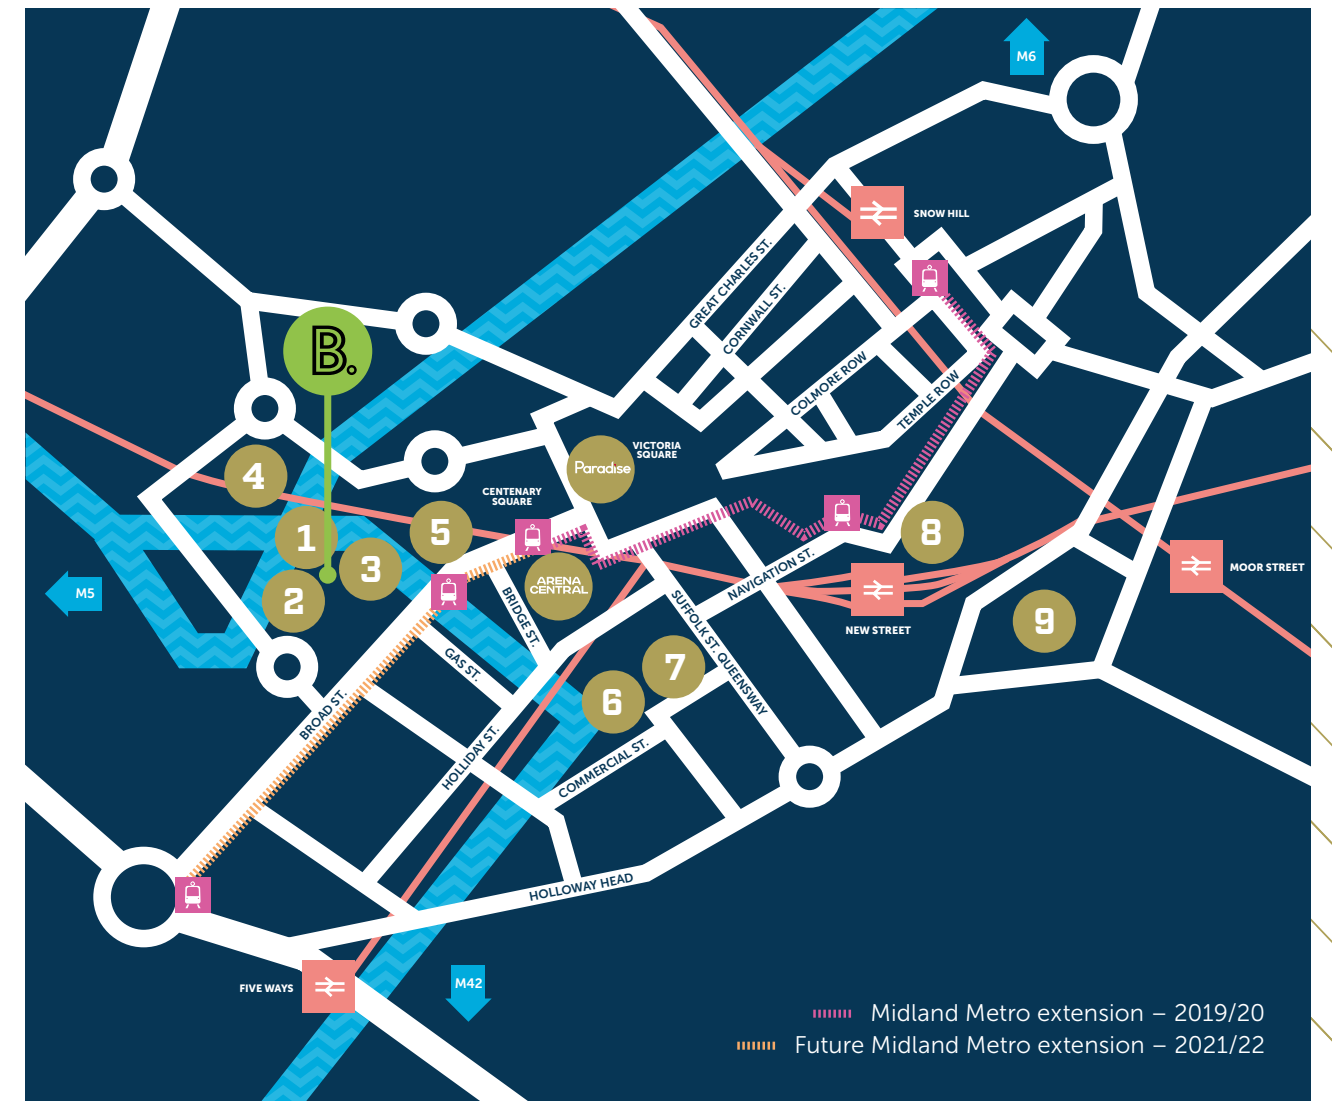 M6
SNOW HILL
GREAT CHARLES ST.
CORNWALL ST.
B.
COLMORE ROW
TEMPLE ROW
VICTORIA
SQUARE
Paradise
4
CENTENARY
SQUARE
1
5
8
3
2
ARENA
CENTRAL
M5
BRIDGE ST.
NAVIGATION ST.
MOOR STREET
NEW STREET
9
SUFFOLK ST. QUEENSWAY
GAS ST.
7
6
BROAD ST.
HOLLIDAY ST.
COMMERCIAL ST.
HOLLOWAY HEAD
FIVE WAYS
M42
Midland Metro extension – 2019/20
Future Midland Metro extension – 2021/22